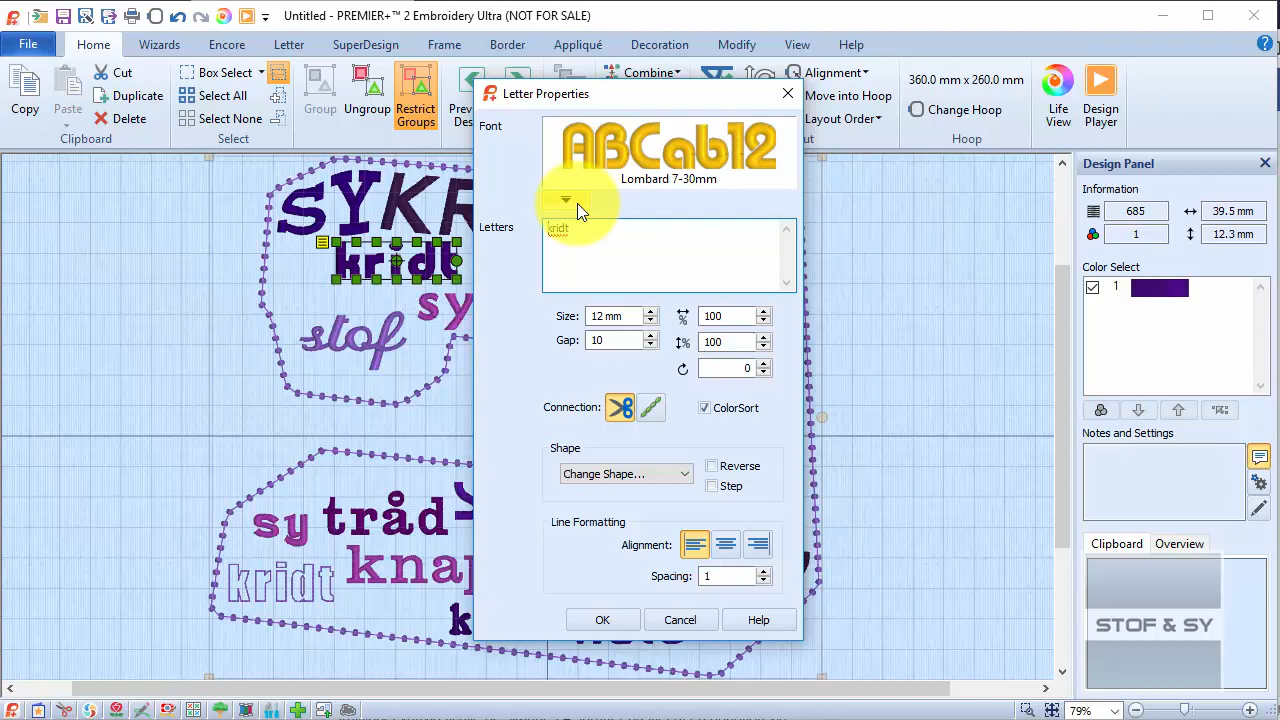 Untitled - PREMIER+™ 2 Embroidery Ultra (NOT FOR SALE)
File Home Wizards Encore Letter SuperDesign Frame Border Appliqué Decoration Modify View Help
Copy
Paste
Cut
Duplicate
Delete
Clipboard
Box Select
Select All
Select None
Select
Group
Ungroup
Restrict Groups
Combine
Alignment
Move into Hoop
Layout Order
360.0 mm x 260.0 mm
Change Hoop
Hoop
Life View
Design Player
Letter Properties
Font
ABCab12
Lombard 7-30mm
Letters
kridt
Size: 12 mm 100
Gap: 10 100
0
Connection: ColorSort
Shape
Change Shape...
Reverse
Step
Line Formatting
Alignment:
Spacing: 1
OK Cancel Help
kridt
stof
sy
tråd
kridt
Design Panel
Information
685 39.5 mm
1 12.3 mm
Color Select
1
Notes and Settings
Clipboard Overview
STOF & SY
79%